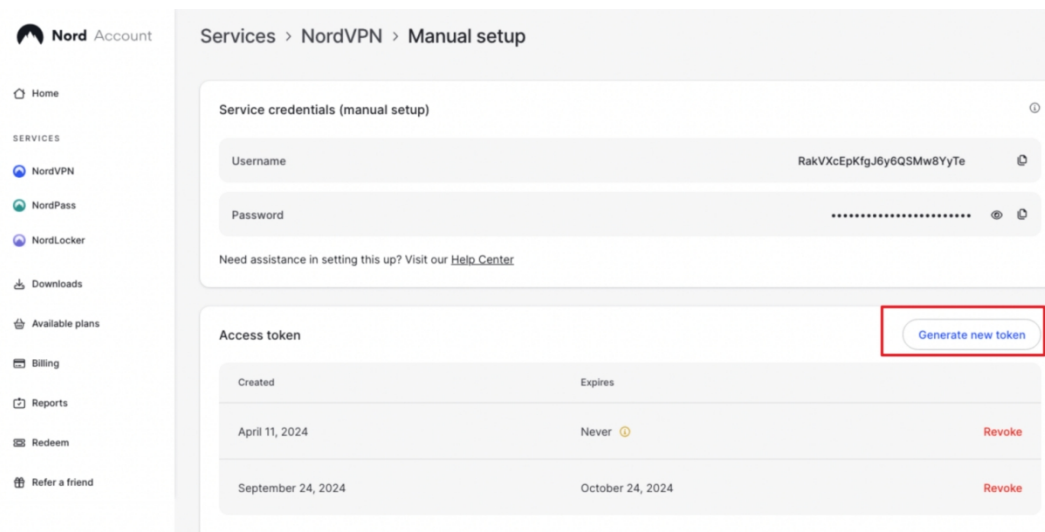 Nord Account
Services > NordVPN > Manual setup
Home
SERVICES
NordVPN
NordPass
NordLocker
Downloads
Available plans
Billing
Reports
Redeem
Refer a friend
Service credentials (manual setup)
Username RakVXcEpKfgJ6y6QSMw8YyTe
Password ••••••••••••••••••••••••
Need assistance in setting this up? Visit our Help Center
Access token Generate new token
Created Expires
April 11, 2024 Never Revoke
September 24, 2024 October 24, 2024 Revoke